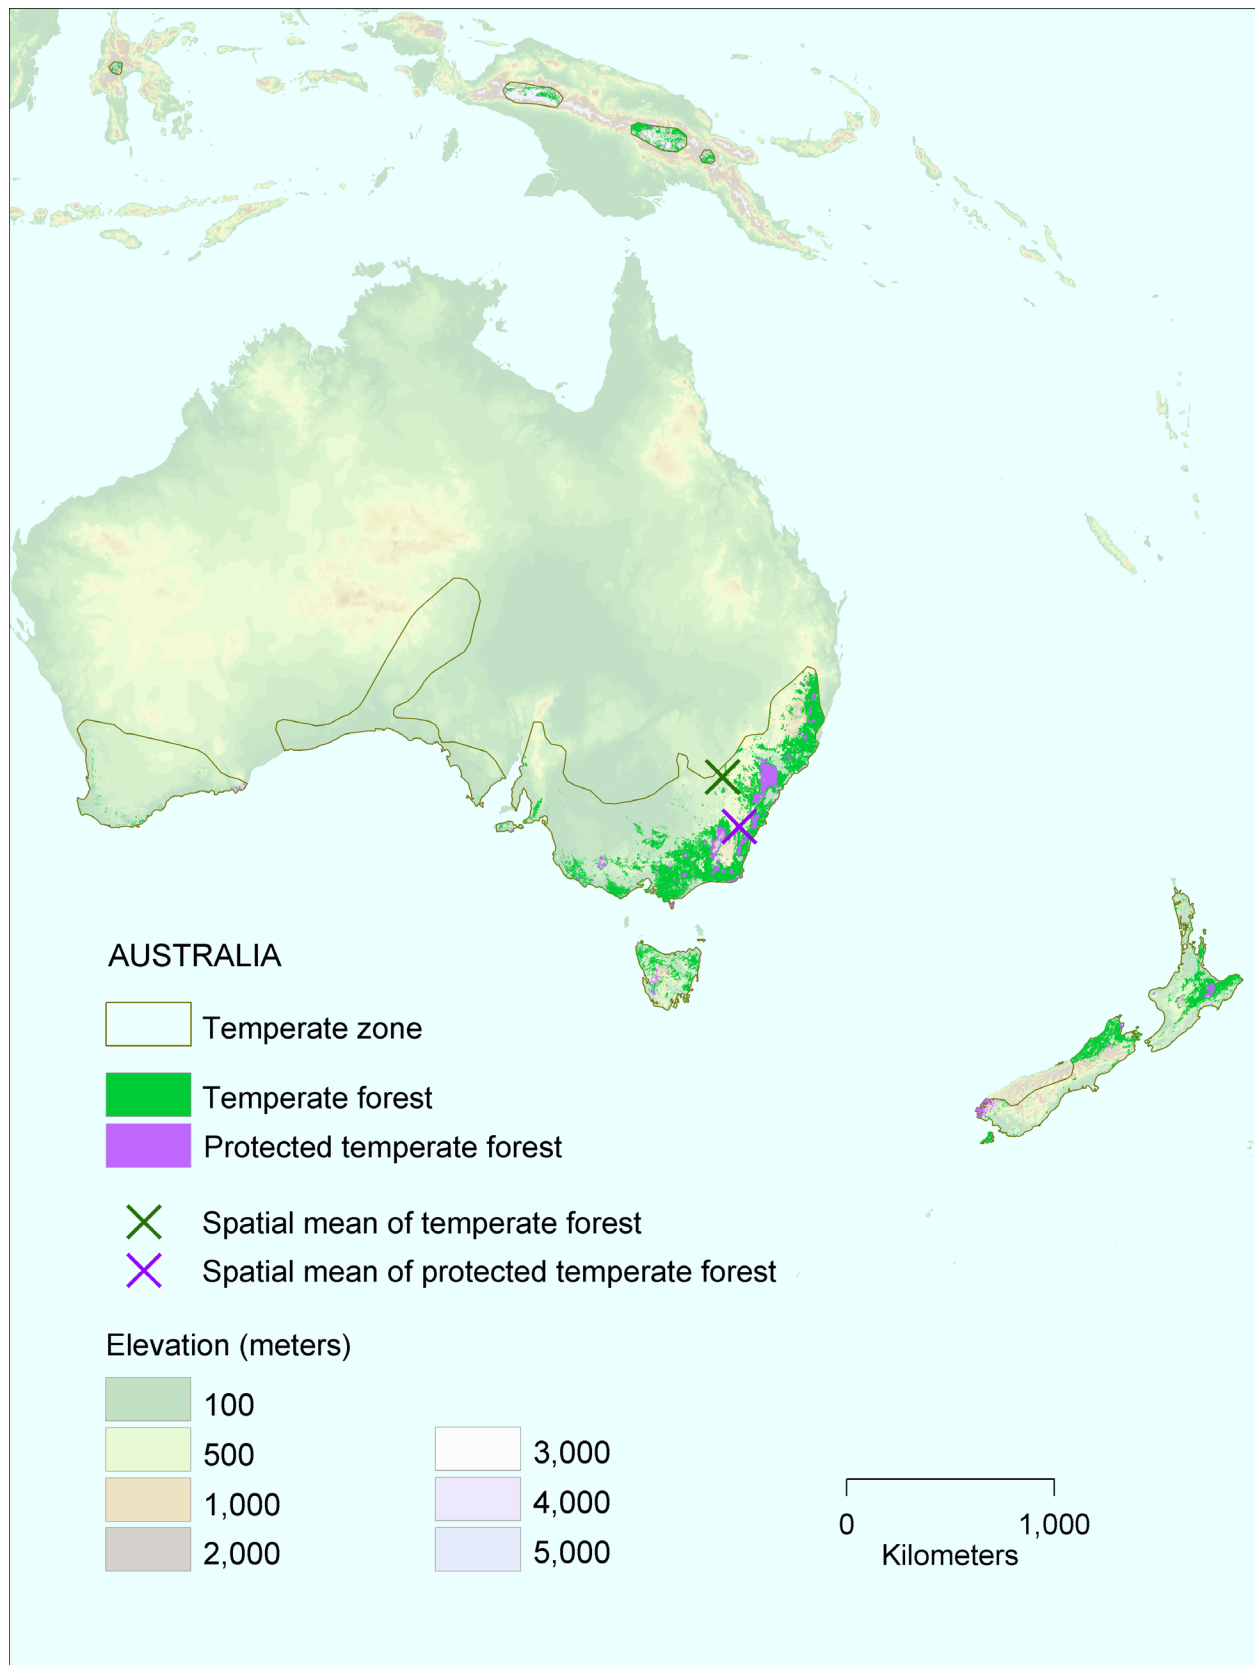 AUSTRALIA
Temperate zone
Temperate forest
Protected temperate forest
Spatial mean of temperate forest
Spatial mean of protected temperate forest
Elevation (meters)
100
500
1,000
2,000
3,000
4,000
5,000
0 1,000
Kilometers